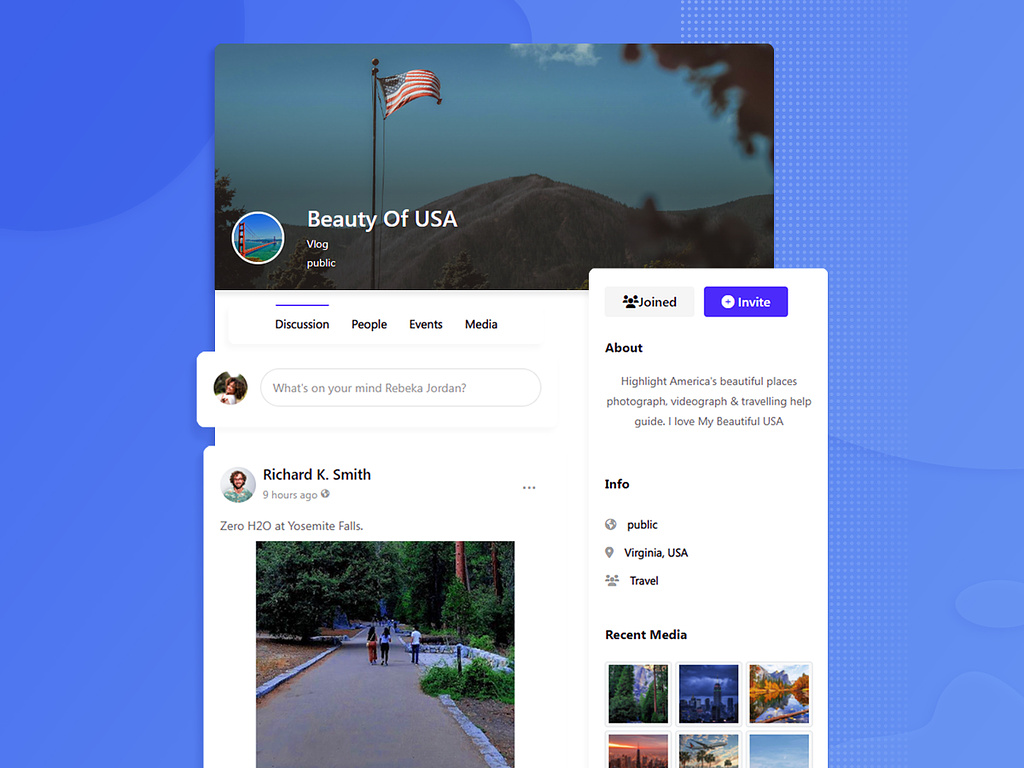 Beauty Of USA
Vlog
public
Discussion People Events Media
What's on your mind Rebeka Jordan?
Richard K. Smith
9 hours ago
Zero H2O at Yosemite Falls.
Joined Invite
About
Highlight America's beautiful places
photograph, videograph & travelling help
guide. I love My Beautiful USA
Info
public
Virginia, USA
Travel
Recent Media